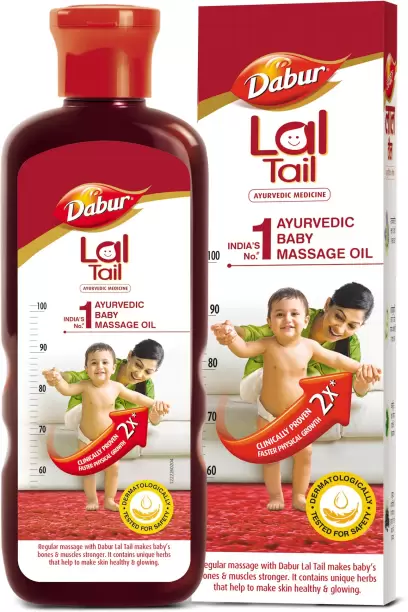 Dabur
Lal
Tail
AYURVEDIC MEDICINE
INDIA'S
No. 1
AYURVEDIC
BABY
MASSAGE OIL
100
90
80
70
60
CLINICALLY PROVEN
FASTER PHYSICAL GROWTH
2X*
DERMATOLOGICALLY
TESTED FOR SAFETY
Regular massage with Dabur Lal Tail makes baby's
bones & muscles stronger. It contains unique herbs
that help to make skin healthy & glowing.
Dabur
Lal
Tail
AYURVEDIC MEDICINE
INDIA'S
No. 1
AYURVEDIC
BABY
MASSAGE OIL
100
90
80
70
60
CLINICALLY PROVEN
FASTER PHYSICAL GROWTH
2X*
DERMATOLOGICALLY
TESTED FOR SAFETY
egular massage with Dabur Lal Tail makes baby's
ones & muscles stronger. It contains unique herbs
that help to make skin healthy & glowing.